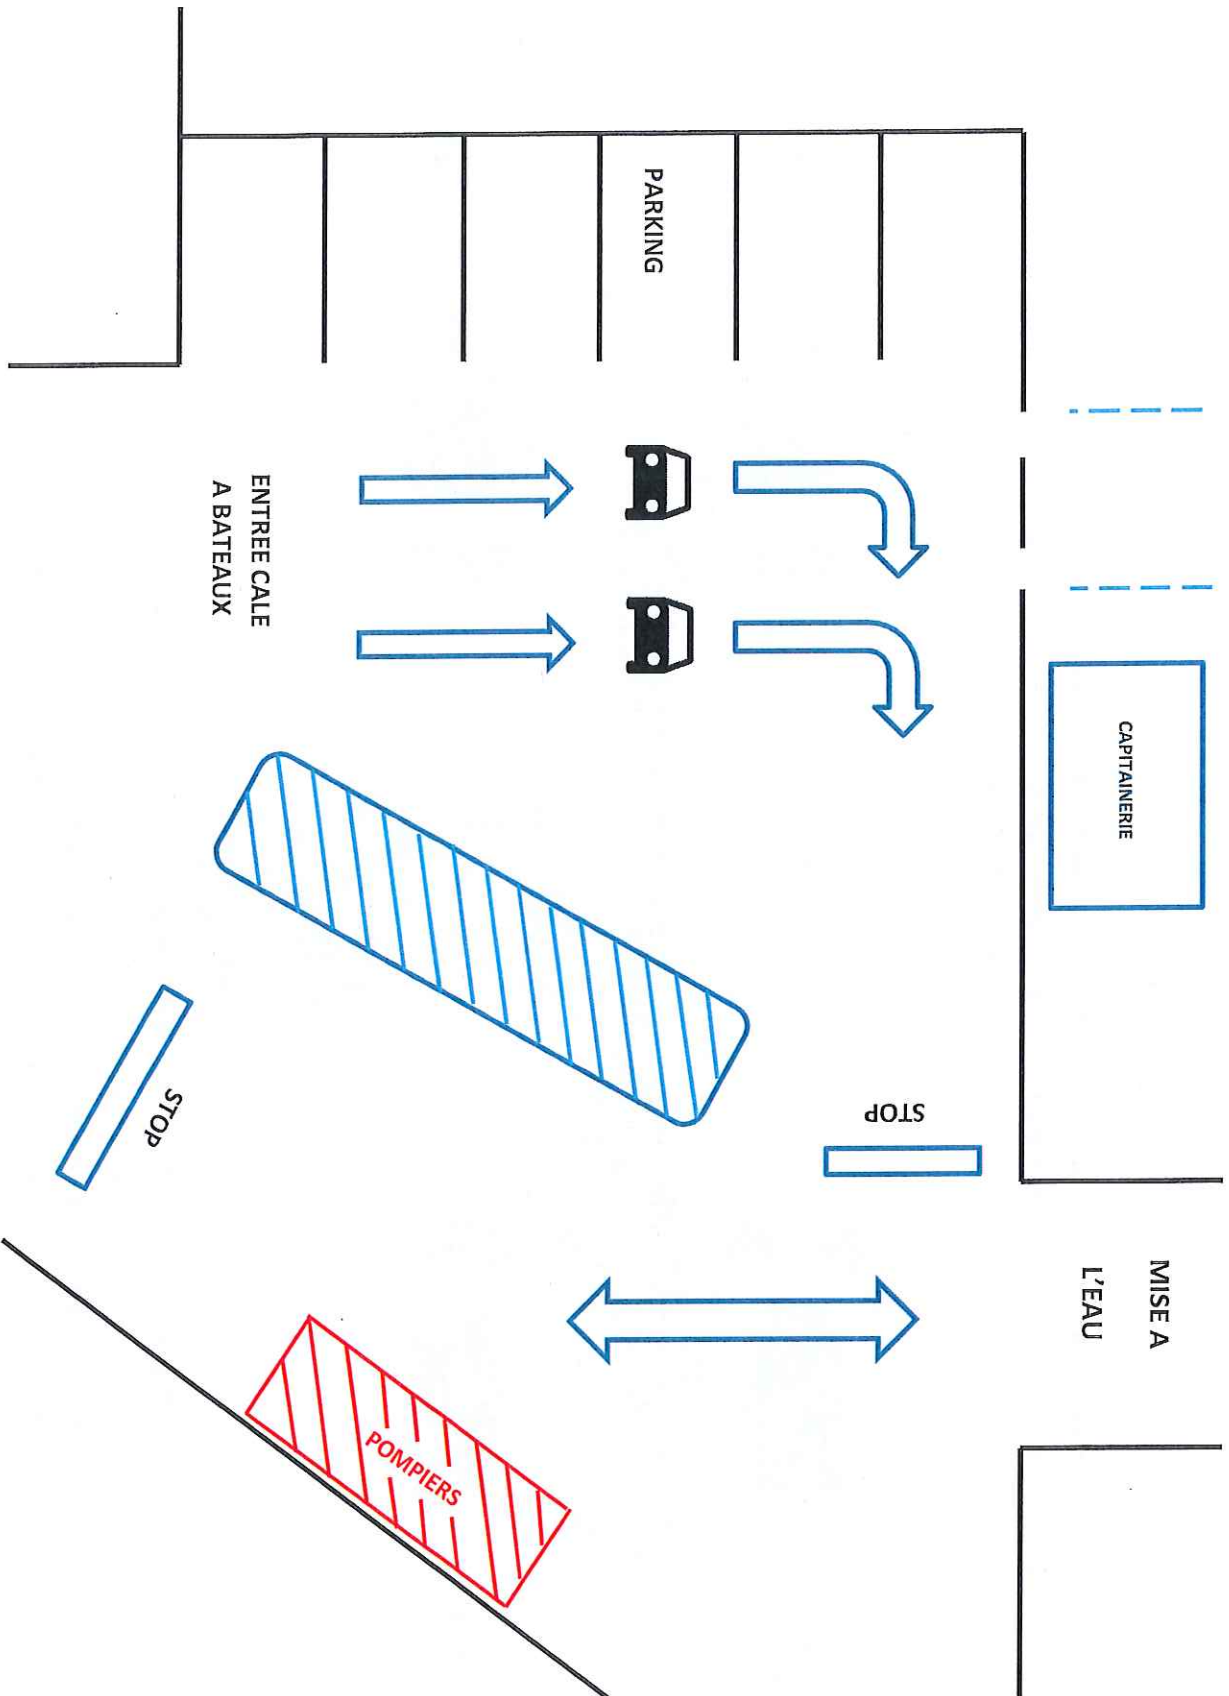 PARKING
ENTREE CALE
A BATEAUX
CAPITAINERIE
STOP
STOP
MISE A
L'EAU
POMPIERS